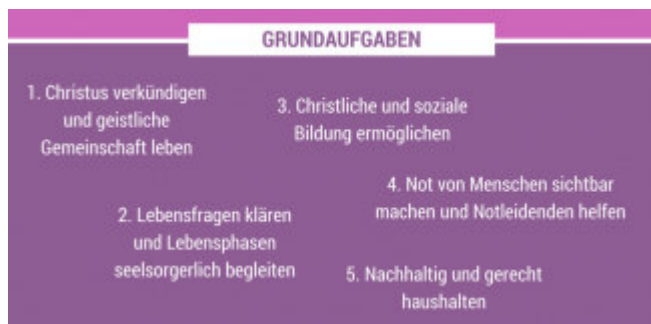 GRUNDAUFGABEN
1. Christus verkündigen
und geistliche
Gemeinschaft leben
2. Lebensfragen klären
und Lebensphasen
seelsorgerlich begleiten
3. Christliche und soziale
Bildung ermöglichen
4. Not von Menschen sichtbar
machen und Notleidenden helfen
5. Nachhaltig und gerecht
haushalten